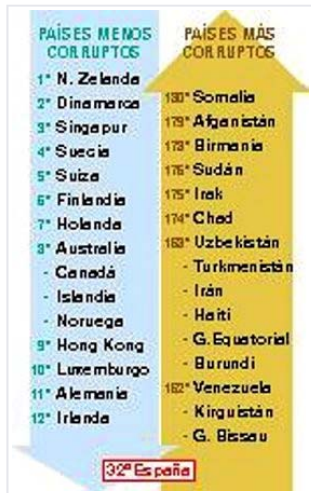 PAÍSES MENOS
CORRUPTOS
1º N. Zelanda
2º Dinamarca
3º Singapur
4º Suecia
5º Suiza
6º Finlandia
7º Holanda
8º Australia
- Canadá
- Islandia
- Noruega
9º Hong Kong
10º Luxemburgo
11º Alemania
12º Irlanda
PAÍSES MÁS
CORRUPTOS
180º Somalia
179º Afganistán
178º Birmania
176º Sudán
175º Irak
174º Chad
168º Uzbekistán
- Turkmenistán
- Irán
- Haití
- G. Equatorial
- Burundi
162º Venezuela
- Kirguistán
- G. Bissau
32º España